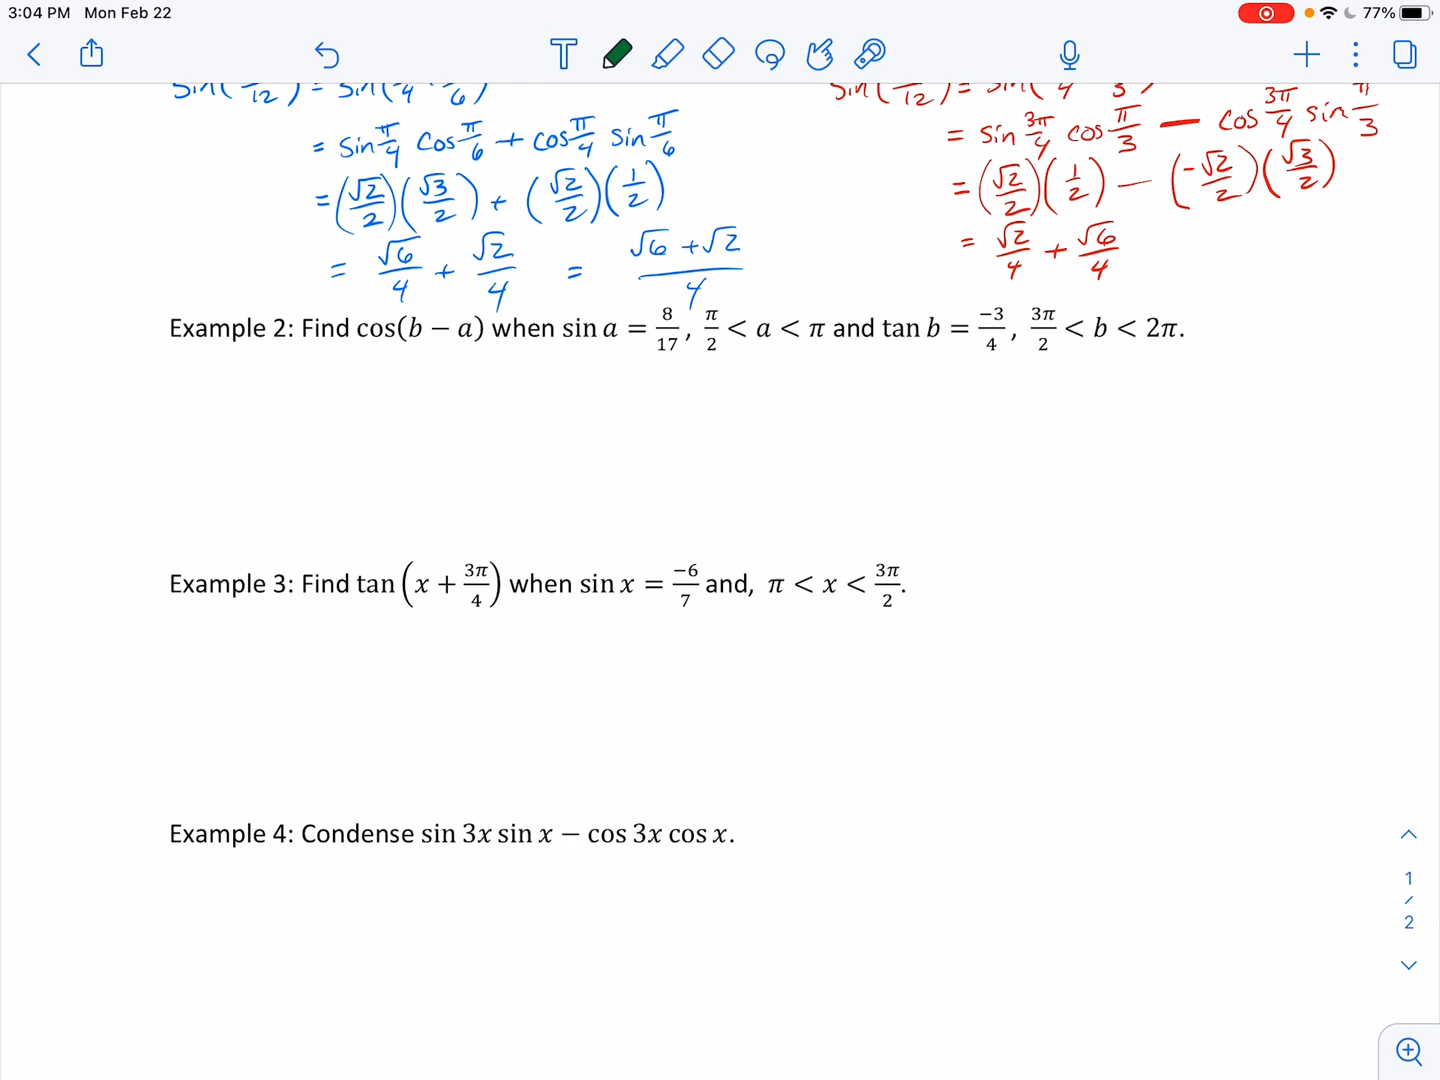 3:04 PM Mon Feb 22 77%
= sin π/4 cos π/6 + cos π/4 sin π/6
= (√2/2)(√3/2) + (√2/2)(1/2)
= √6/4 + √2/4 = (√6 + √2)/4
= sin 3π/4 cos π/3 − cos 3π/4 sin π/3
= (√2/2)(1/2) − (-√2/2)(√3/2)
= √2/4 + √6/4
Example 2: Find cos(b − a) when sin a = 8/17, π/2 < a < π and tan b = −3/4, 3π/2 < b < 2π.
Example 3: Find tan (x + 3π/4) when sin x = −6/7 and, π < x < 3π/2.
Example 4: Condense sin 3x sin x − cos 3x cos x.
1
/
2